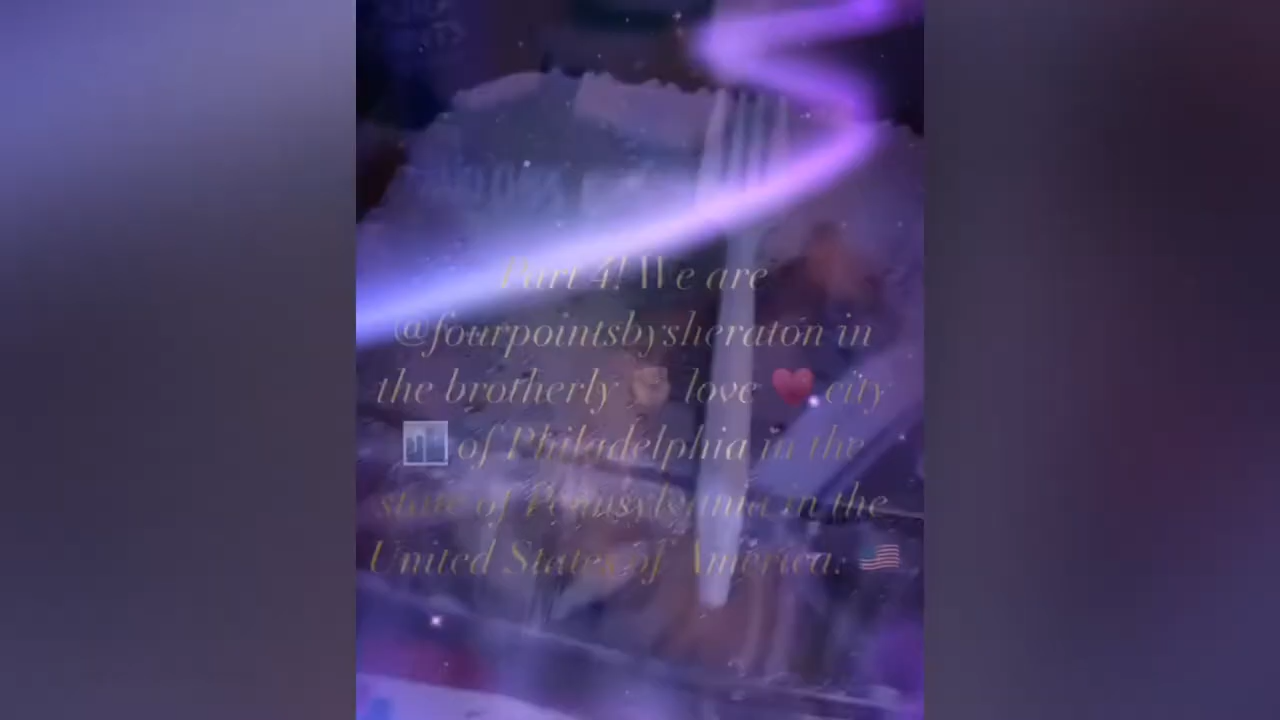 Part 4! We are
@fourpointsbysheraton in
the brotherly 👊🏼 love ♥️ city
🏙️ of Philadelphia in the
state of Pennsylvania in the
United States of America. 🇺🇸